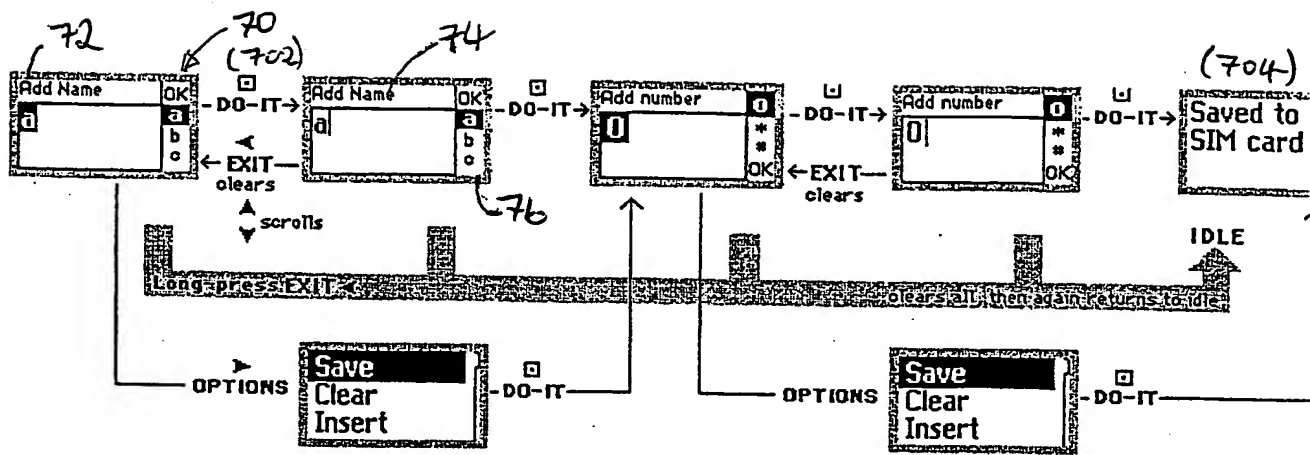 72
70
(702)
74
(704)
Add Name OK
a a
b
c
DO-IT
EXIT
clears
scrolls
Add Name OK
a a
b
c
76
DO-IT
Add number 0
0 *
#
OK
DO-IT
EXIT
clears
Add number 0
0 *
#
OK
DO-IT
Saved to
SIM card
IDLE
Long press EXIT clears all, then again returns to idle
OPTIONS
Save
Clear
Insert
DO-IT
OPTIONS
Save
Clear
Insert
DO-IT